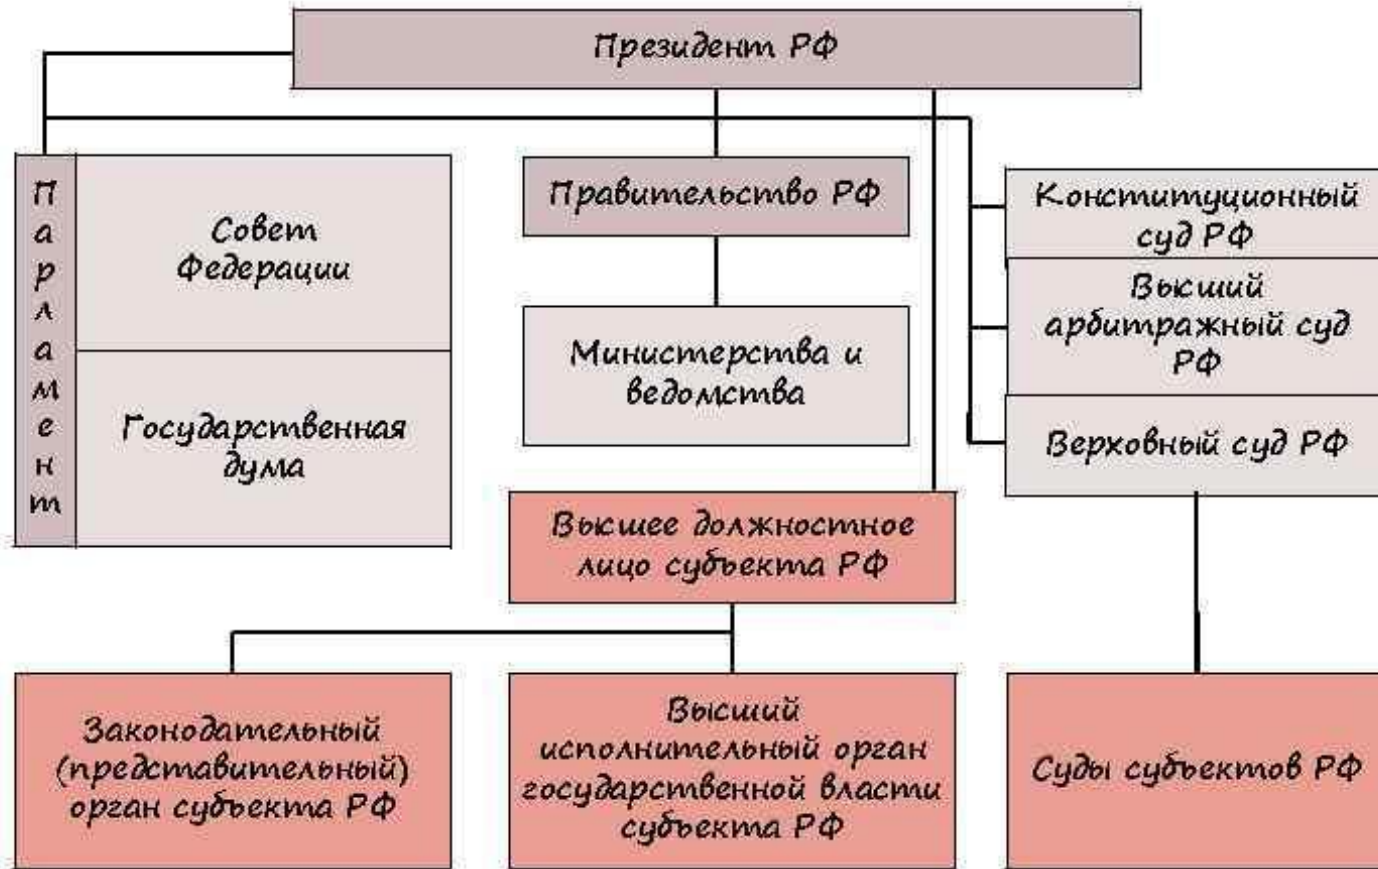 Президент РФ
Парламент
Совет
Федерации
Государственная
дума
Правительство РФ
Министерства и
ведомства
Конституционный
суд РФ
Высший
арбитражный суд
РФ
Верховный суд РФ
Высшее должностное
лицо субъекта РФ
Законодательный
(представительный)
орган субъекта РФ
Высший
исполнительный орган
государственной власти
субъекта РФ
Суды субъектов РФ